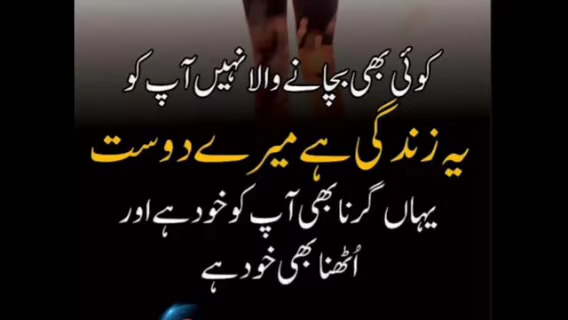 کوئی بھی بچانے والا نہیں آپ کو
یہ زندگی ہے میرے دوست
یہاں گرنا بھی آپ کو خود ہے اور
اُٹھنا بھی خود ہے